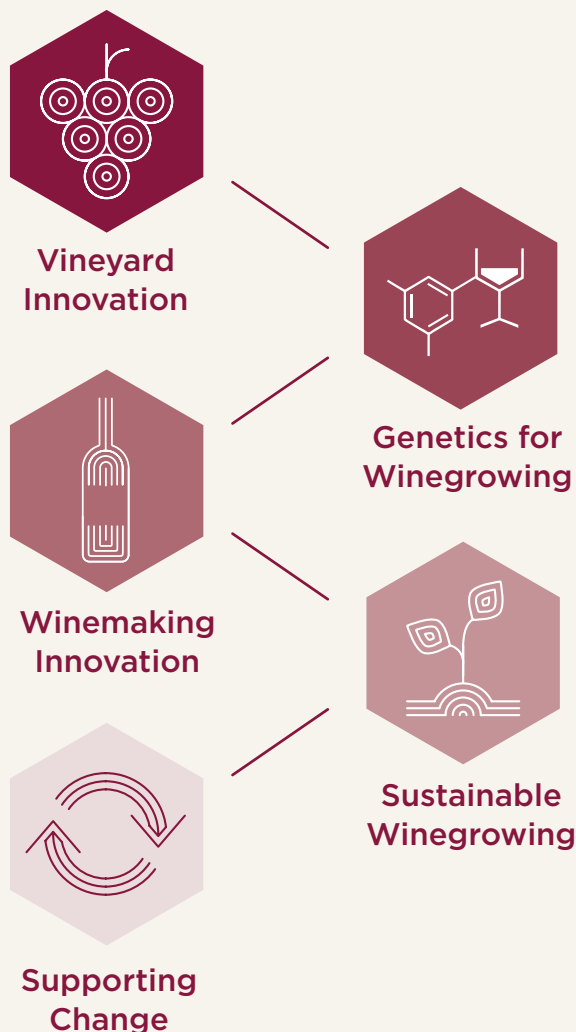 Vineyard
Innovation
Genetics for
Winegrowing
Winemaking
Innovation
Sustainable
Winegrowing
Supporting
Change